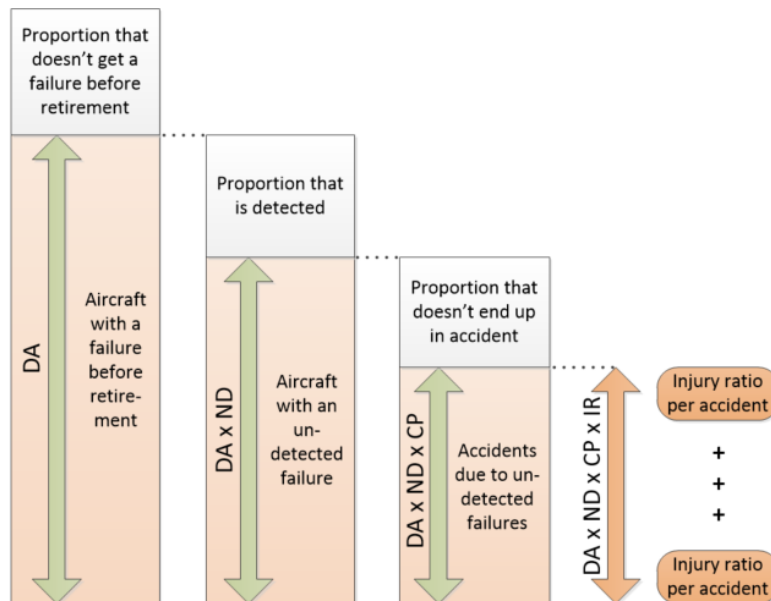 Proportion that
doesn't get a
failure before
retirement
DA
Aircraft
with a
failure
before
retire-
ment
Proportion that
is detected
DA x ND
Aircraft
with an
un-
detected
failure
Proportion that
doesn't end up
in accident
DA x ND x CP
Accidents
due to un-
detected
failures
DA x ND x CP x IR
Injury ratio
per accident
+
+
+
Injury ratio
per accident